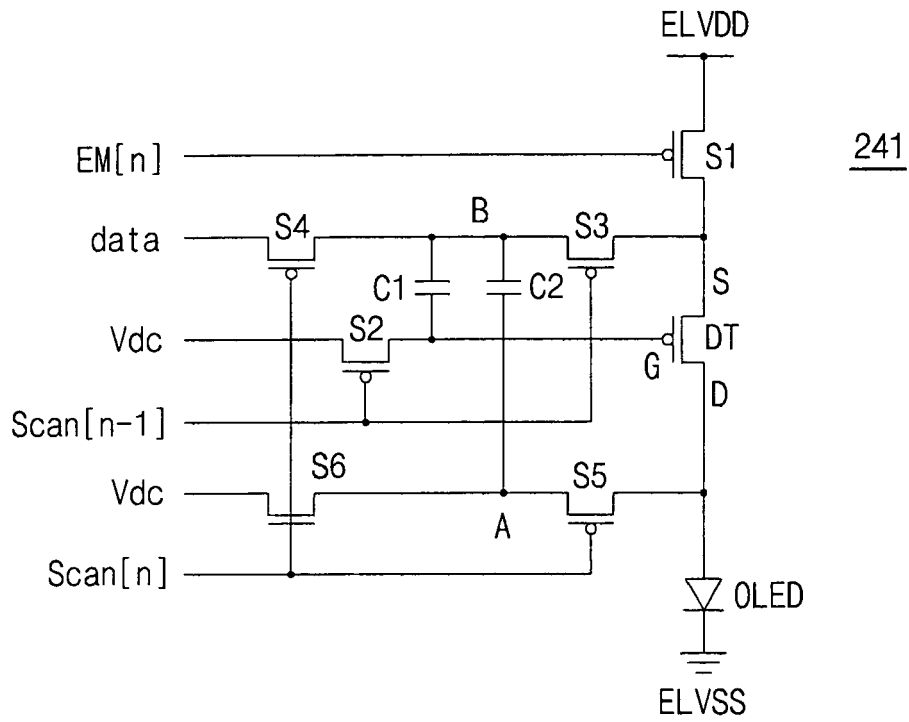 ELVDD
EM[n]
S1
241
data
S4
B
S3
C1
C2
S
Vdc
S2
DT
G
D
Scan[n-1]
S6
S5
Vdc
A
Scan[n]
OLED
ELVSS